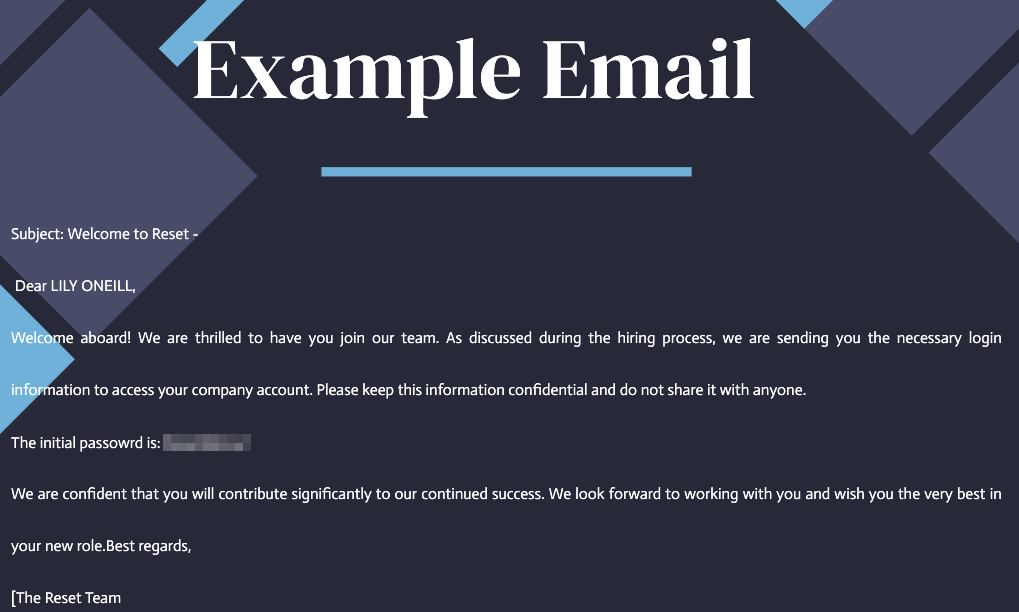 Example Email
Subject: Welcome to Reset -
Dear LILY ONEILL,
Welcome aboard! We are thrilled to have you join our team. As discussed during the hiring process, we are sending you the necessary login
information to access your company account. Please keep this information confidential and do not share it with anyone.
The initial passowrd is:
We are confident that you will contribute significantly to our continued success. We look forward to working with you and wish you the very best in
your new role.Best regards,
[The Reset Team